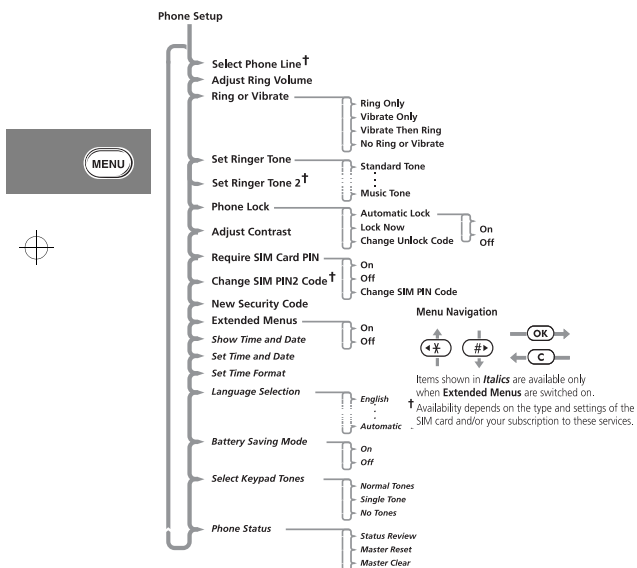 Phone Setup
Select Phone Line†
Adjust Ring Volume
Ring or Vibrate
Ring Only
Vibrate Only
Vibrate Then Ring
No Ring or Vibrate
MENU
Set Ringer Tone
Standard Tone
Set Ringer Tone 2†
Music Tone
Phone Lock
Automatic Lock
On
Off
Lock Now
Change Unlock Code
Adjust Contrast
Require SIM Card PIN
On
Off
Change SIM PIN Code
Change SIM PIN2 Code†
New Security Code
Extended Menus
On
Off
Show Time and Date
Set Time and Date
Set Time Format
Language Selection
English
Automatic
Battery Saving Mode
On
Off
Select Keypad Tones
Normal Tones
Single Tone
No Tones
Phone Status
Status Review
Master Reset
Master Clear
Menu Navigation
* # OK
C
Items shown in Italics are available only
when Extended Menus are switched on.
† Availability depends on the type and settings of the
SIM card and/or your subscription to these services.